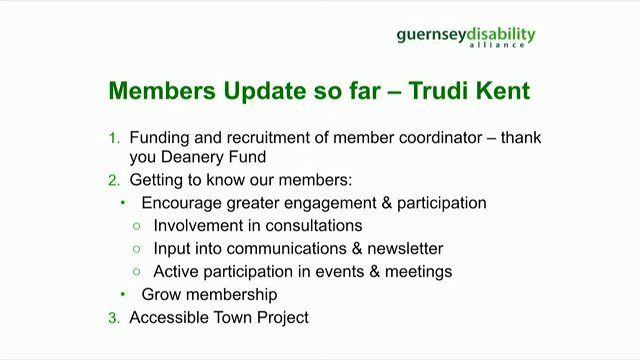 guernseydisability
alliance
Members Update so far – Trudi Kent
1. Funding and recruitment of member coordinator – thank
you Deanery Fund
2. Getting to know our members:
• Encourage greater engagement & participation
○ Involvement in consultations
○ Input into communications & newsletter
○ Active participation in events & meetings
• Grow membership
3. Accessible Town Project